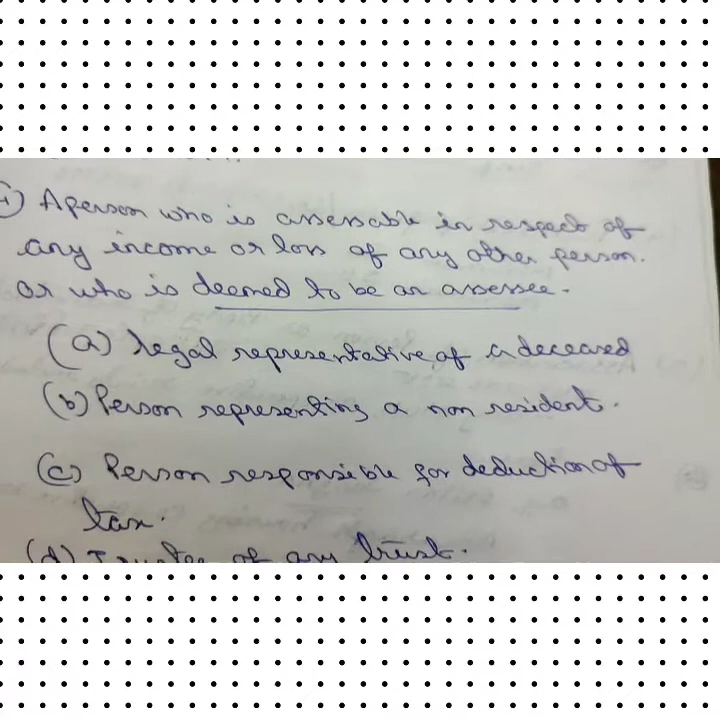 A person who is assessable in respect of
any income or loss of any other person.
or who is deemed to be an assessee.
(a) legal representative of a deceased
(b) Person representing a non resident.
(c) Person responsible for deduction of
tax.
(d) Trustee of any trust.